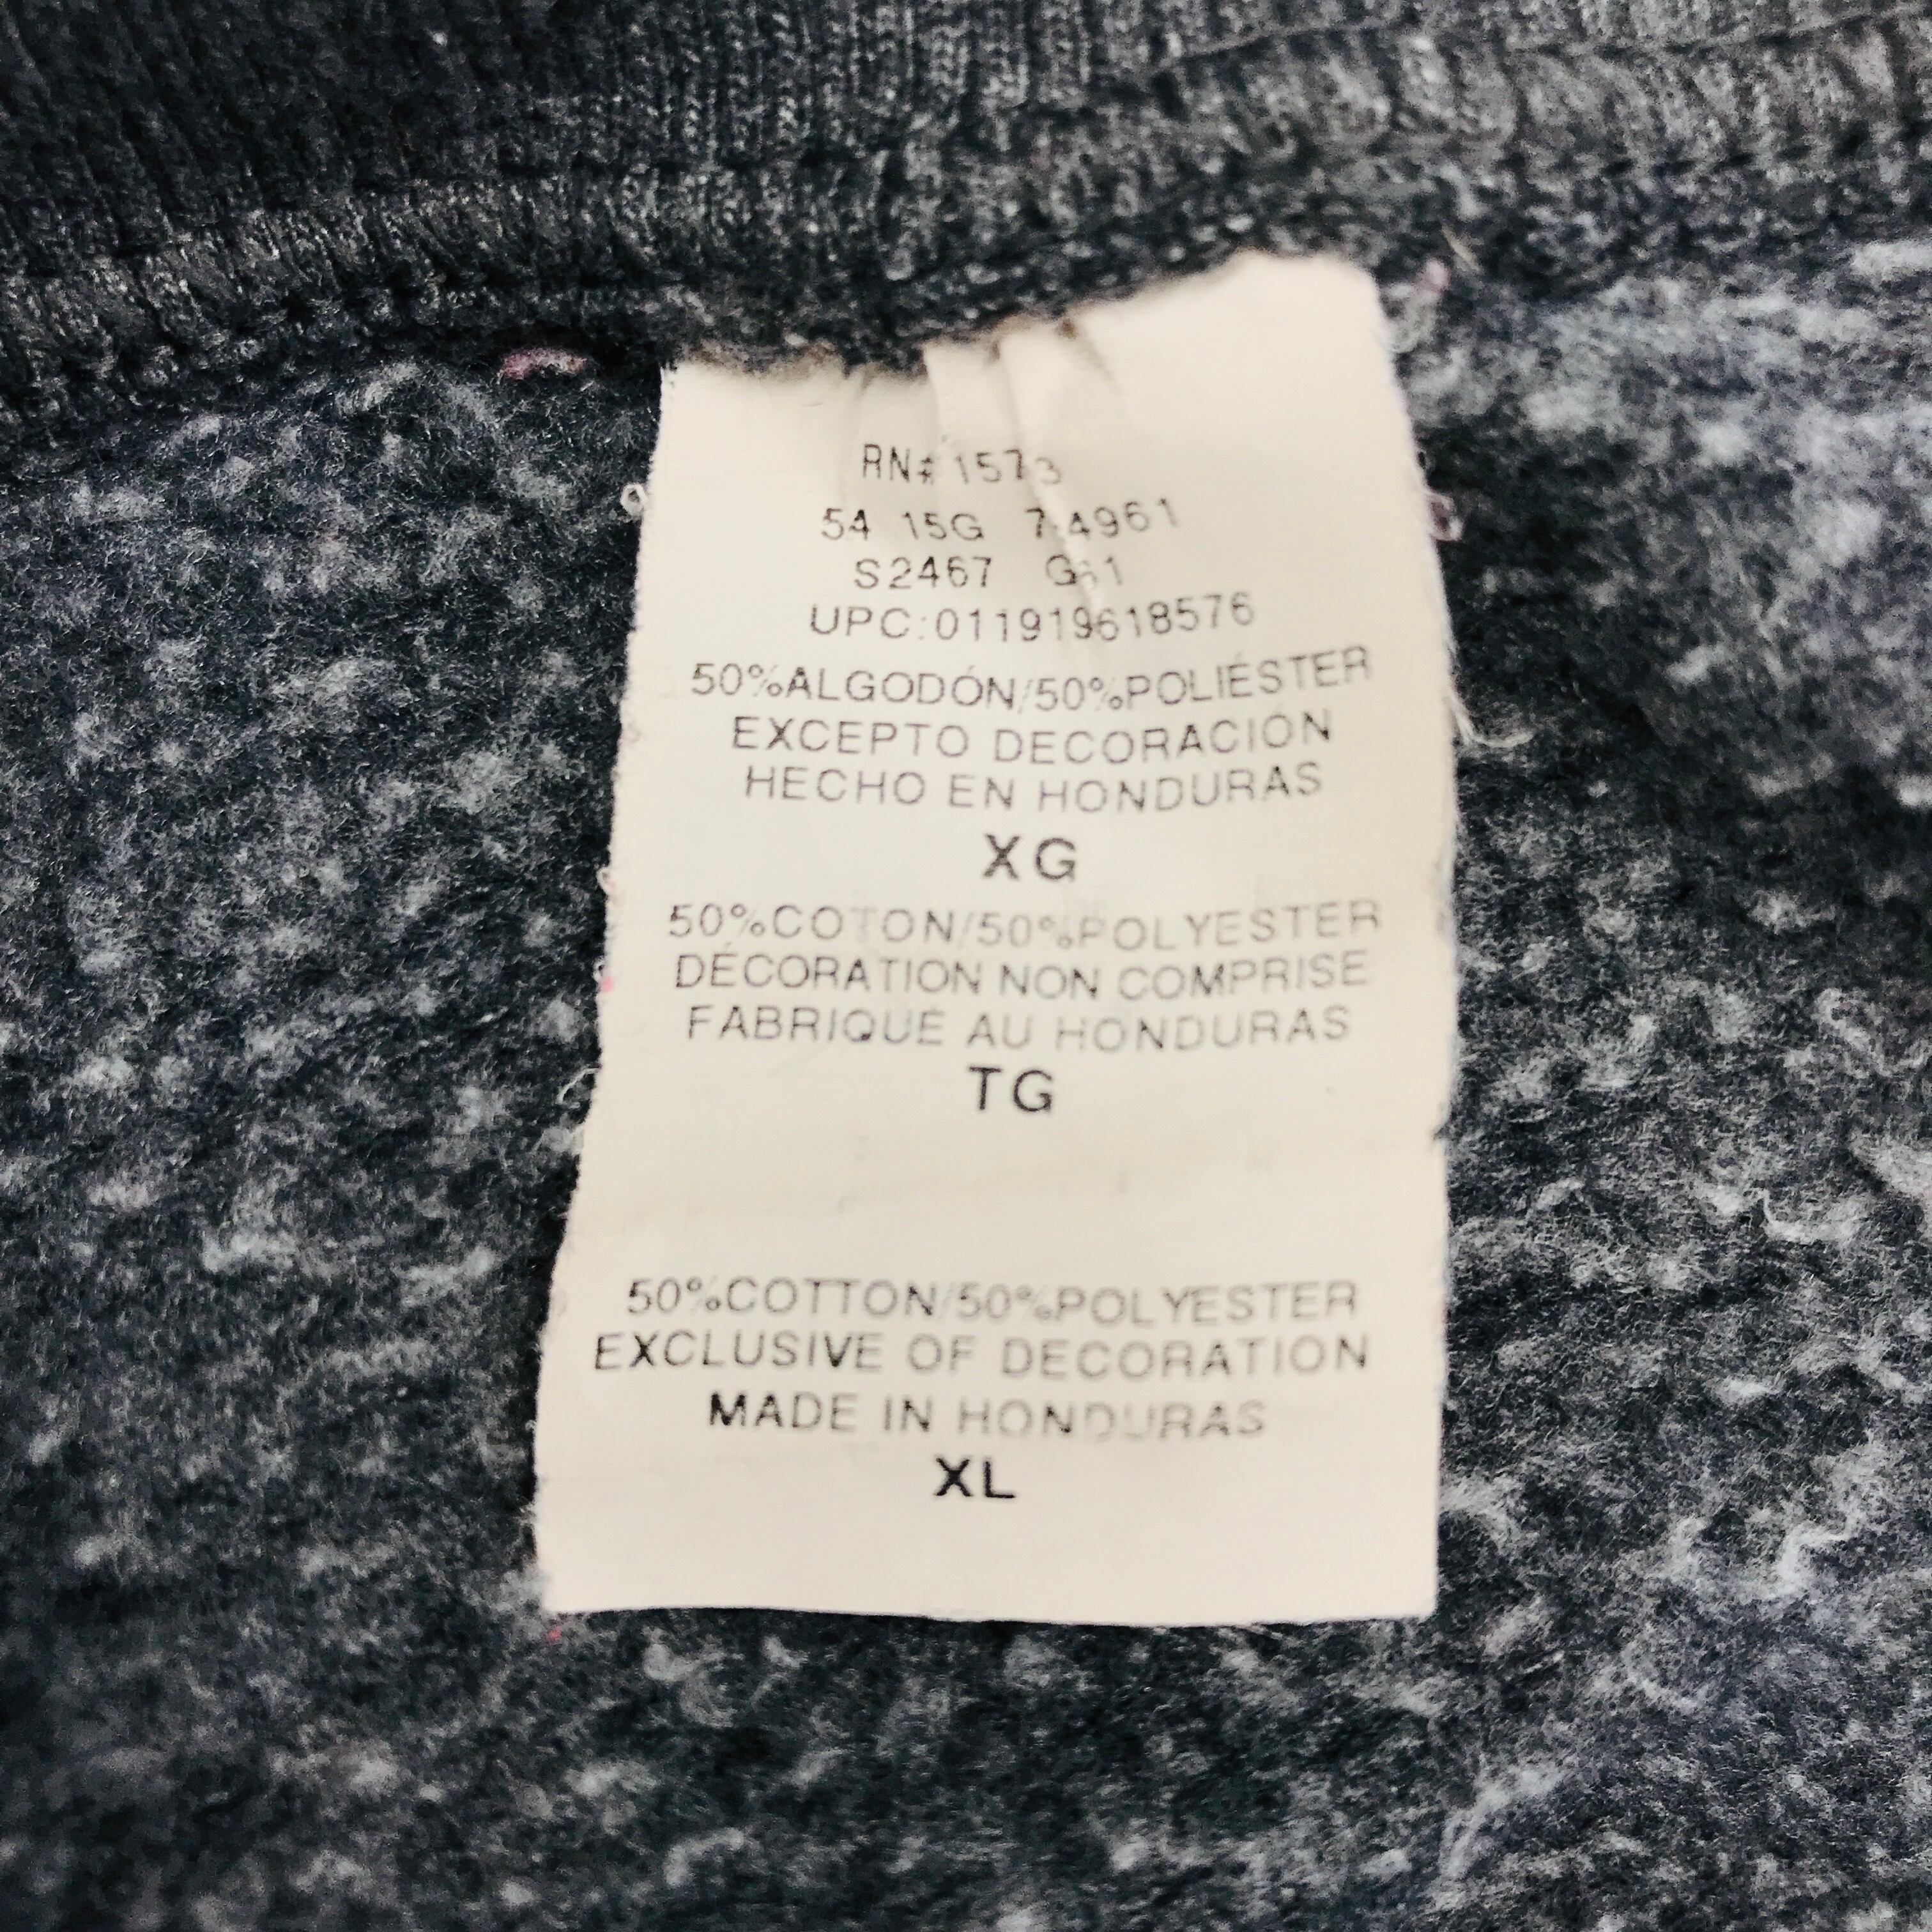 RN# 1573
54 15G 7 4961
S2467 G61
UPC:011919618576
50%ALGODÓN/50%POLIÉSTER
EXCEPTO DECORACIÓN
HECHO EN HONDURAS
XG
50%COTON/50%POLYESTER
DÉCORATION NON COMPRISE
FABRIQUÉ AU HONDURAS
TG
50%COTTON/50%POLYESTER
EXCLUSIVE OF DECORATION
MADE IN HONDURAS
XL